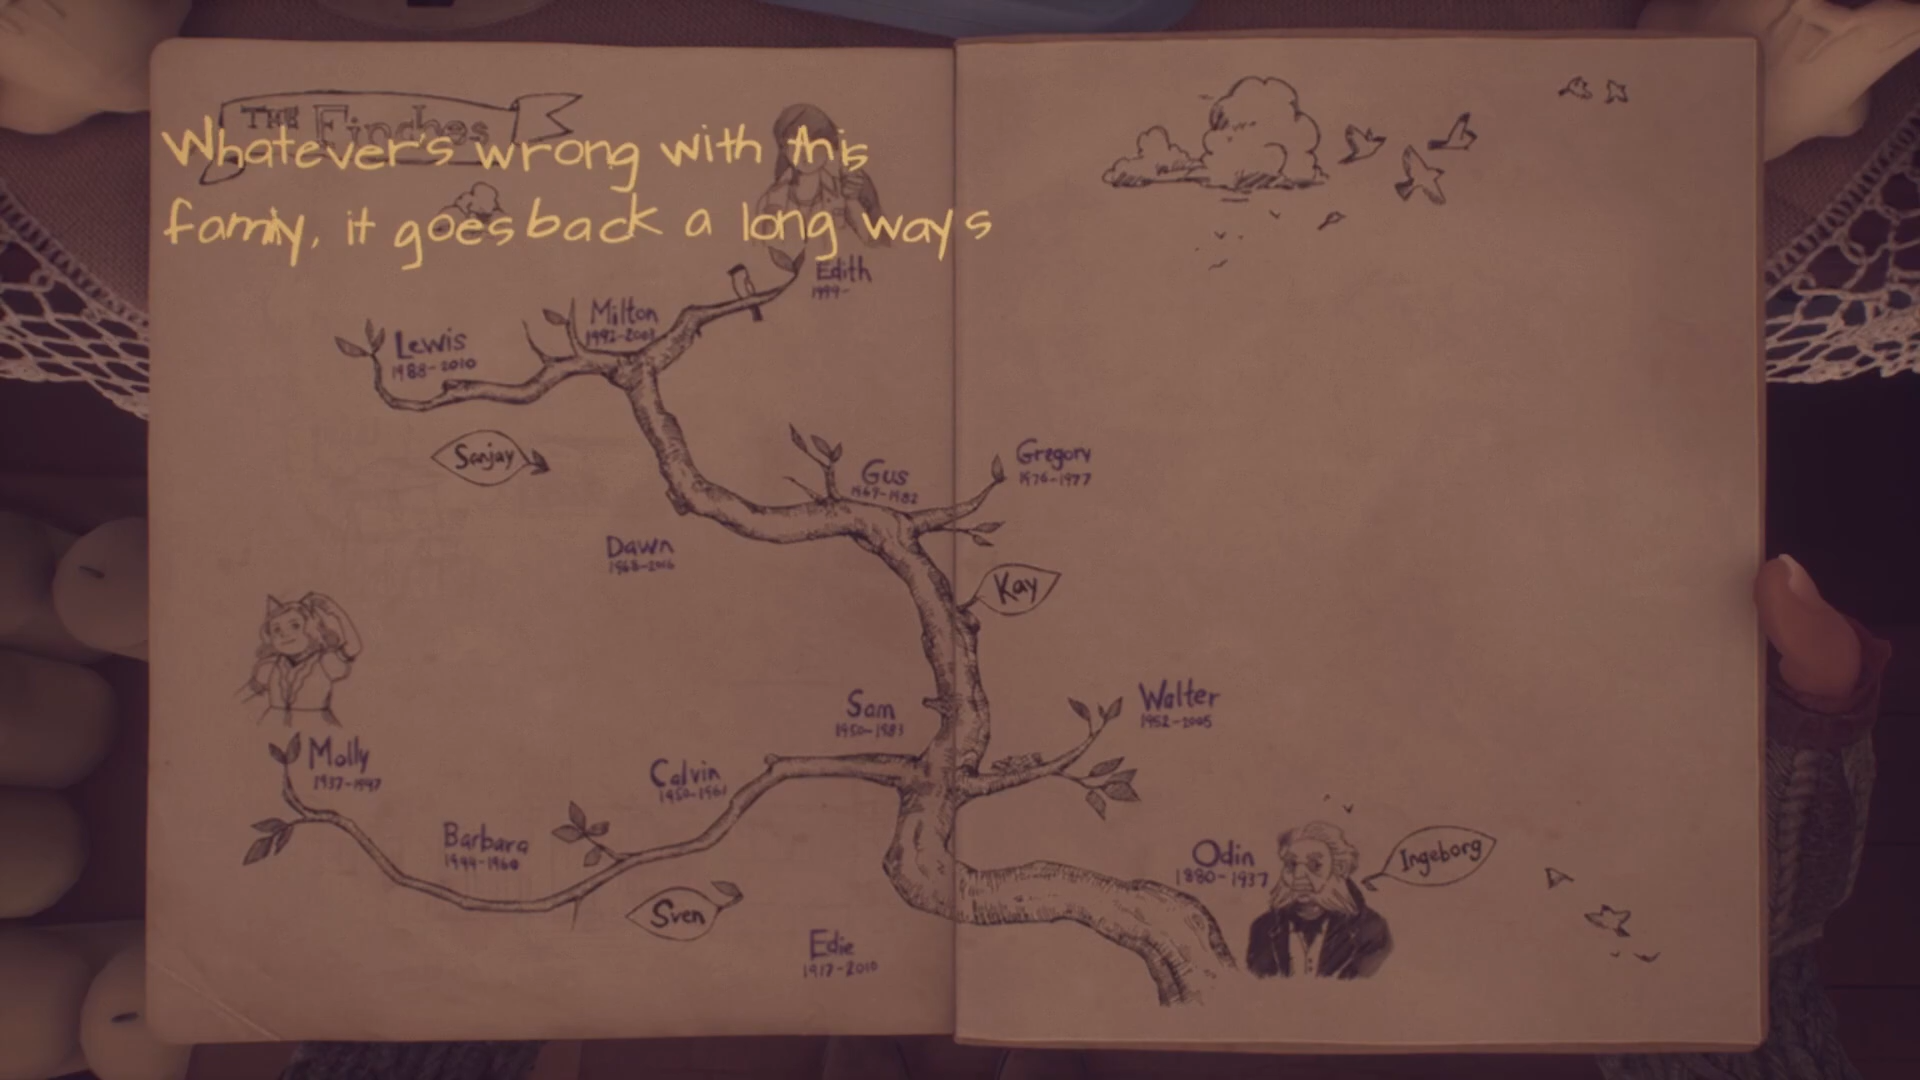 THE Finches
Whatever's wrong with this
family, it goes back a long ways
Edith
1999-
Milton
1992-2003
Lewis
1988-2010
Sanjay
Gus
1969-1982
Gregory
1976-1977
Dawn
1968-2016
Kay
Sam
1950-1983
Walter
1952-2005
Molly
1937-1947
Calvin
1950-1961
Barbara
1944-1960
Odin
1880-1937
Ingeborg
Sven
Edie
1917-2010